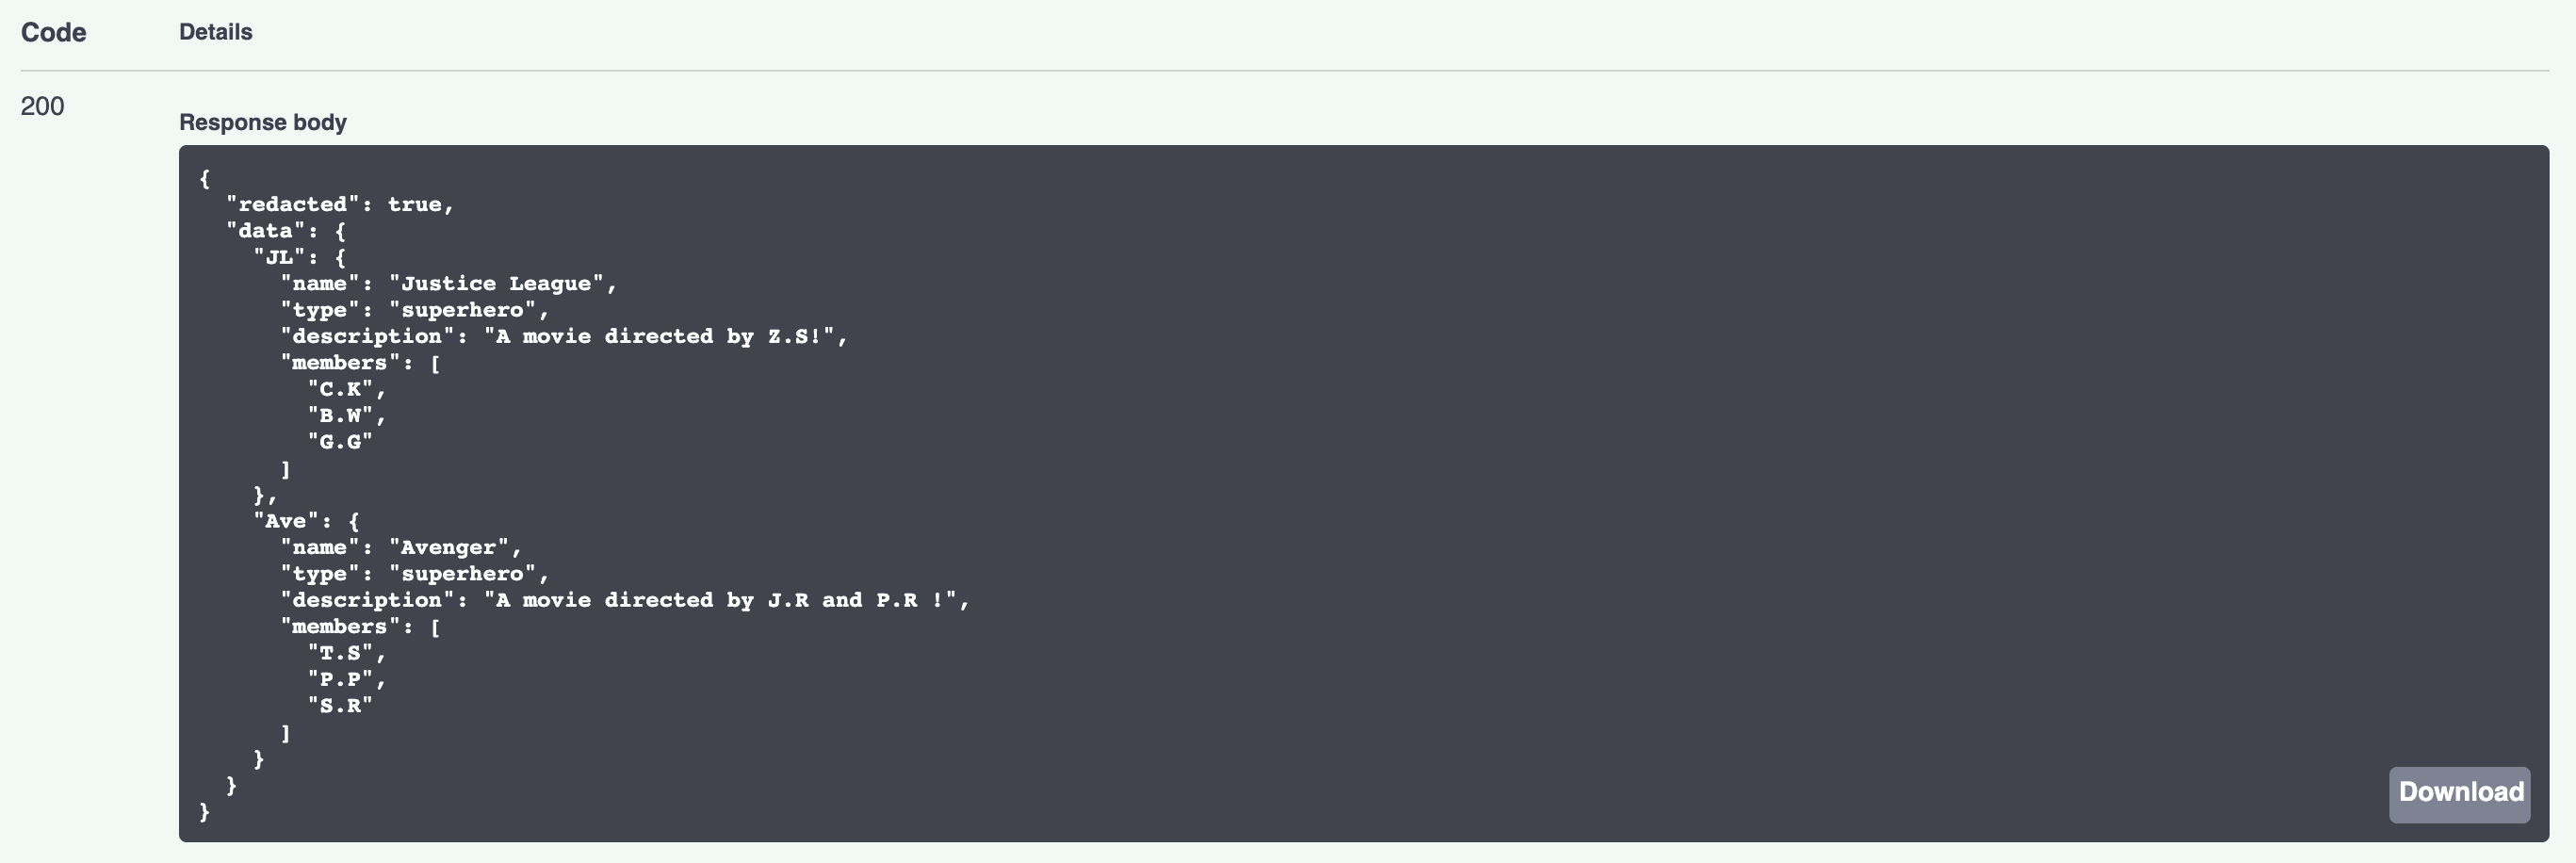 Code Details
200
Response body
{
  "redacted": true,
  "data": {
    "JL": {
      "name": "Justice League",
      "type": "superhero",
      "description": "A movie directed by Z.S!",
      "members": [
        "C.K",
        "B.W",
        "G.G"
      ]
    },
    "Ave": {
      "name": "Avenger",
      "type": "superhero",
      "description": "A movie directed by J.R and P.R !",
      "members": [
        "T.S",
        "P.P",
        "S.R"
      ]
    }
  }
}
Download